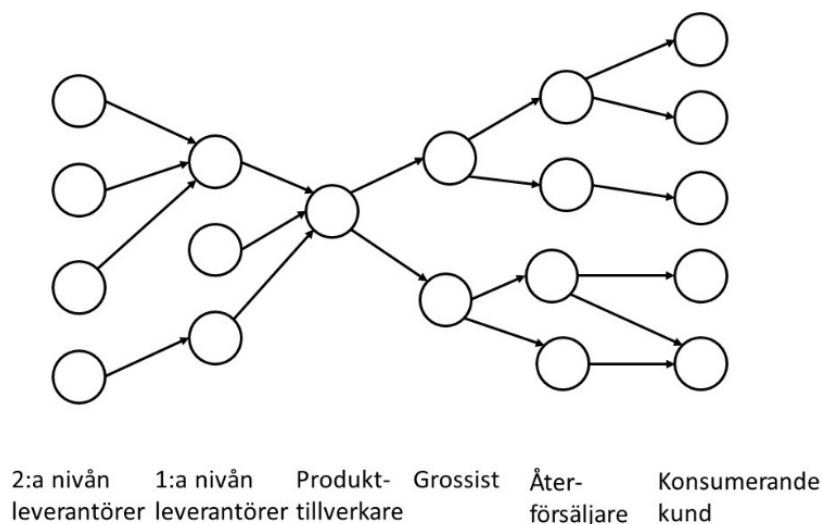 2:a nivån
leverantörer
1:a nivån
leverantörer
Produkt-
tillverkare
Grossist
Åter-
försäljare
Konsumerande
kund